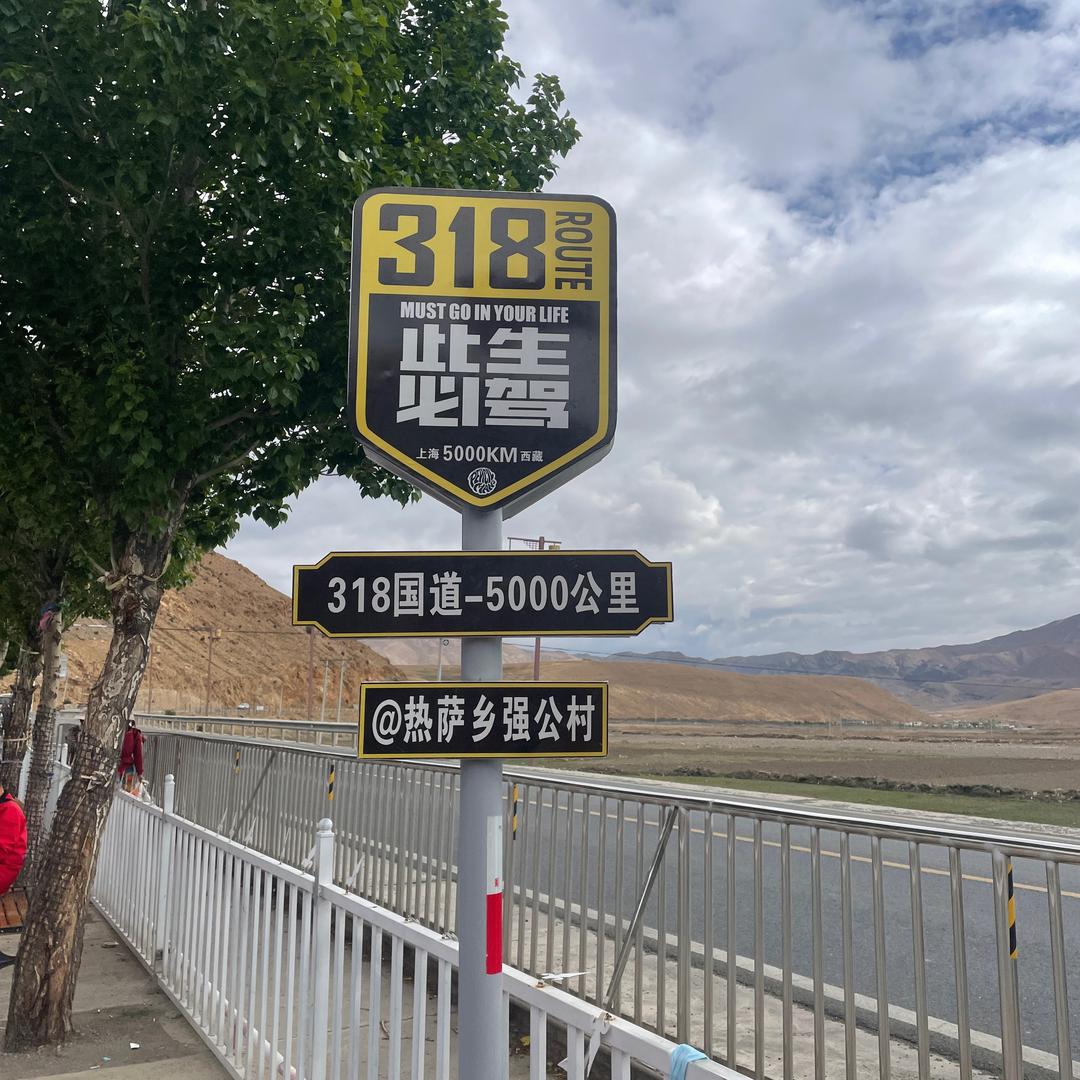 318 ROUTE
MUST GO IN YOUR LIFE
此生
必驾
上海 5000KM 西藏
318国道-5000公里
@热萨乡强公村